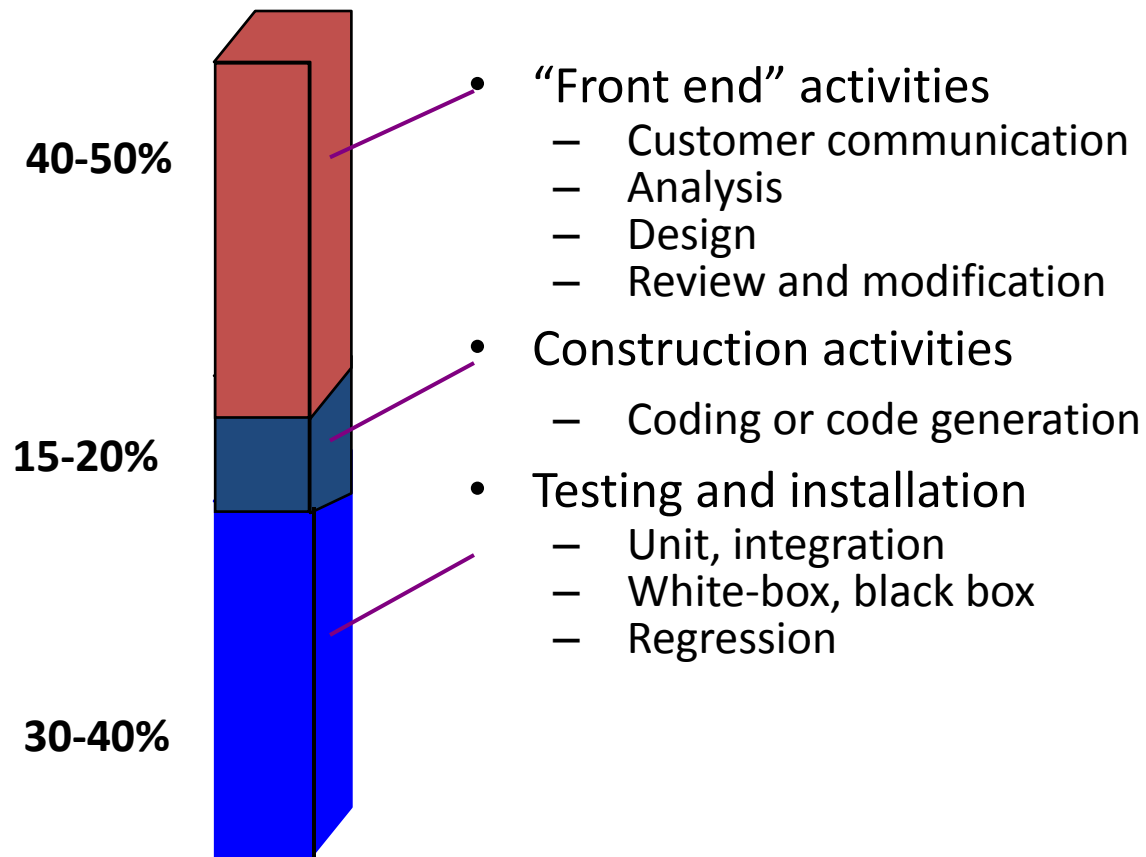 • “Front end” activities
– Customer communication
40-50%
– Analysis
– Design
– Review and modification
• Construction activities
– Coding or code generation
15-20%
• Testing and installation
– Unit, integration
– White-box, black box
– Regression
30-40%